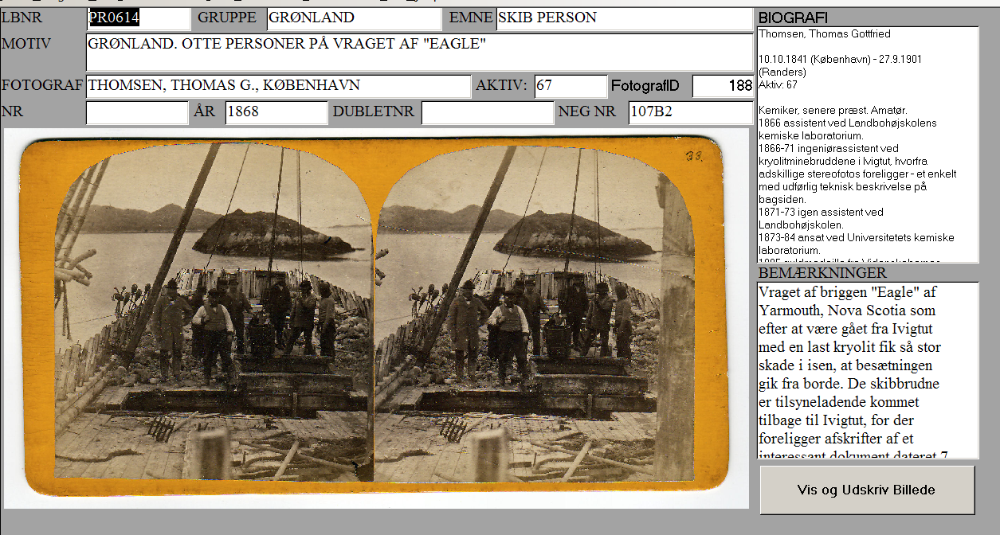 LBNR PR0614 GRUPPE GRØNLAND EMNE SKIB PERSON
MOTIV GRØNLAND. OTTE PERSONER PÅ VRAGET AF "EAGLE"
FOTOGRAF THOMSEN, THOMAS G., KØBENHAVN AKTIV: 67 FotografID 188
NR ÅR 1868 DUBLETNR NEG NR 107B2
33.
BIOGRAFI
Thomsen, Thomas Gottfried
10.10.1841 (København) - 27.9.1901
(Randers)
Aktiv: 67
Kemiker, senere præst. Amatør.
1866 assistent ved Landbohøjskolens
kemiske laboratorium.
1866-71 ingeniørassistent ved
kryolitminebruddene i Ivigtut, hvorfra
adskillige stereofotos foreligger - et enkelt
med udførlig teknisk beskrivelse på
bagsiden.
1871-73 igen assistent ved
Landbohøjskolen.
1873-84 ansat ved Universitetets kemiske
laboratorium.
BEMÆRKNINGER
Vraget af briggen "Eagle" af
Yarmouth, Nova Scotia som
efter at være gået fra Ivigtut
med en last kryolit fik så stor
skade i isen, at besætningen
gik fra borde. De skibbrudne
er tilsyneladende kommet
tilbage til Ivigtut, for der
foreligger afskrifter af et
interessant dokument dateret 7.
Vis og Udskriv Billede